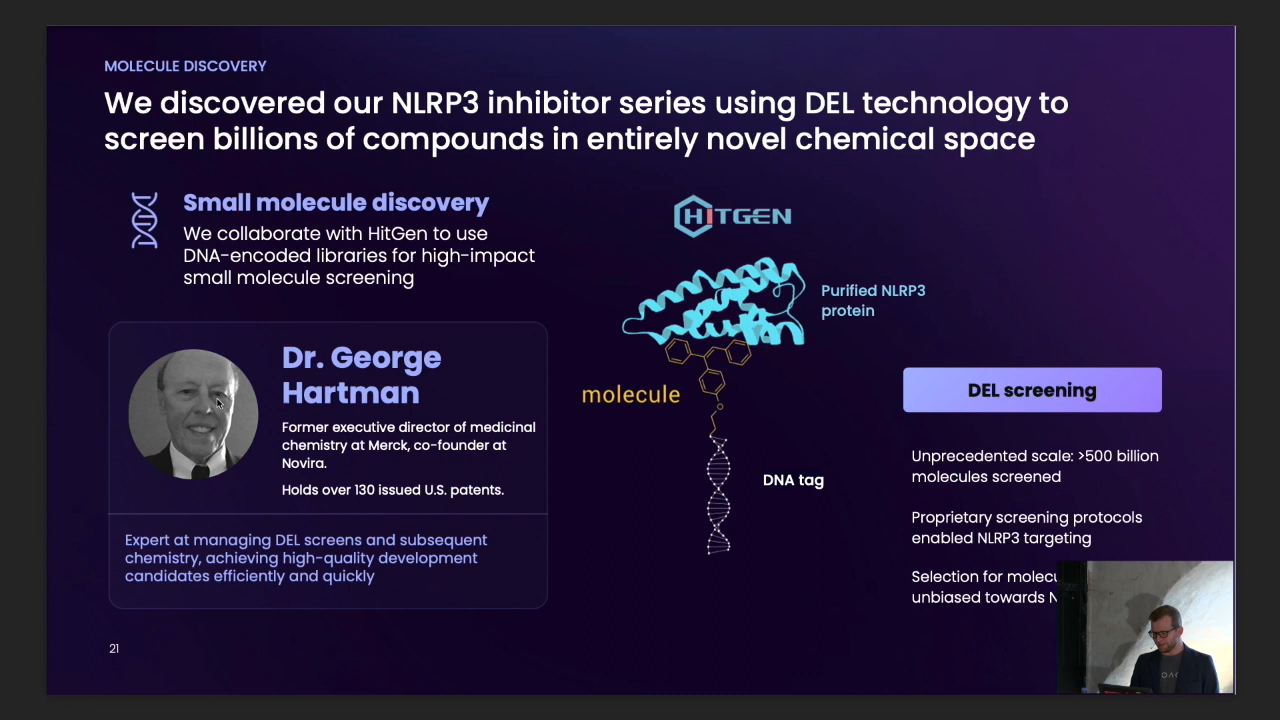 MOLECULE DISCOVERY
We discovered our NLRP3 inhibitor series using DEL technology to
screen billions of compounds in entirely novel chemical space
Small molecule discovery
We collaborate with HitGen to use
DNA-encoded libraries for high-impact
small molecule screening
Dr. George
Hartman
Former executive director of medicinal
chemistry at Merck, co-founder at
Novira.
Holds over 130 issued U.S. patents.
Expert at managing DEL screens and subsequent
chemistry, achieving high-quality development
candidates efficiently and quickly
HITGEN
Purified NLRP3
protein
molecule
O
DNA tag
DEL screening
Unprecedented scale: >500 billion
molecules screened
Proprietary screening protocols
enabled NLRP3 targeting
Selection for
unbiased towards
21